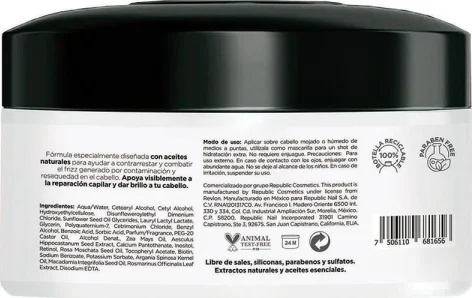 Fórmula especialmente diseñada con aceites
naturales para ayudar a contrarrestar y combatir
el frizz generado por contaminación y
resequedad en el cabello. Apoya visiblemente a
la reparación capilar y dar brillo a tu cabello.
Ingredientes: Aqua/Water, Cetearyl Alcohol, Cetyl Alcohol,
Hydroxyethylcellulose, Disunfloweroylethyl Dimonium
Chloride, Sunflower Seed Oil Glycerides, Lauryl Lactyl Lactate,
Glycerin, Polyquaternium-7, Cetrimonium Chloride, Benzyl
Alcohol, Benzoic Acid, Sorbic Acid, Parfum/Fragrance, PEG-20
Castor Oil, Alcohol Denat., Zea Mays Oil, Aesculus
Hippocastanum Seed Extract, Calcium Pantothenate, Inositol,
Retinol, Rosa Moschata Seed Oil, Tocopheryl Acetate, Biotin,
Sodium Benzoate, Potassium Sorbate, Argania Spinosa Kernel
Oil, Macadamia Integrifolia Seed Oil, Rosmarinus Officinalis Leaf
Extract, Disodium EDTA.
Modo de uso: Aplicar sobre cabello mojado o húmedo de
medios a puntas, utilízala como mascarilla para un shot de
hidratación extra. No requiere enjuague. Precauciones: Para
uso externo. En caso de contacto con los ojos, enjuagar con
abundante agua. No se deje al alcance de los niños. En caso de
irritación, suspender su uso.
Comercializado por grupo Republic Cosmetics. This product is
manufactured by Republic Cosmetics under license from
Revlon. Manufacturado en México para Republic Nail S.A. de
C.V. RNA1201317C0. Av. Francisco I. Madero Oriente 6500 Int.
330 y 334, Col. Cd. Industrial Ampliación Sur, Morelia, México.
C.P. 58200. Republic Nail Incorporated 31901 Camino
Capistrano, Ste 3, 92675, San Juan Capistrano, California, EUA.
ANIMAL
TEST-FREE
24 M
Libre de sales, siliconas, parabenos y sulfatos.
Extractos naturales y aceites esenciales.
BOTELLA RECICLABLE
100%
PARABEN FREE
7 506110 681656